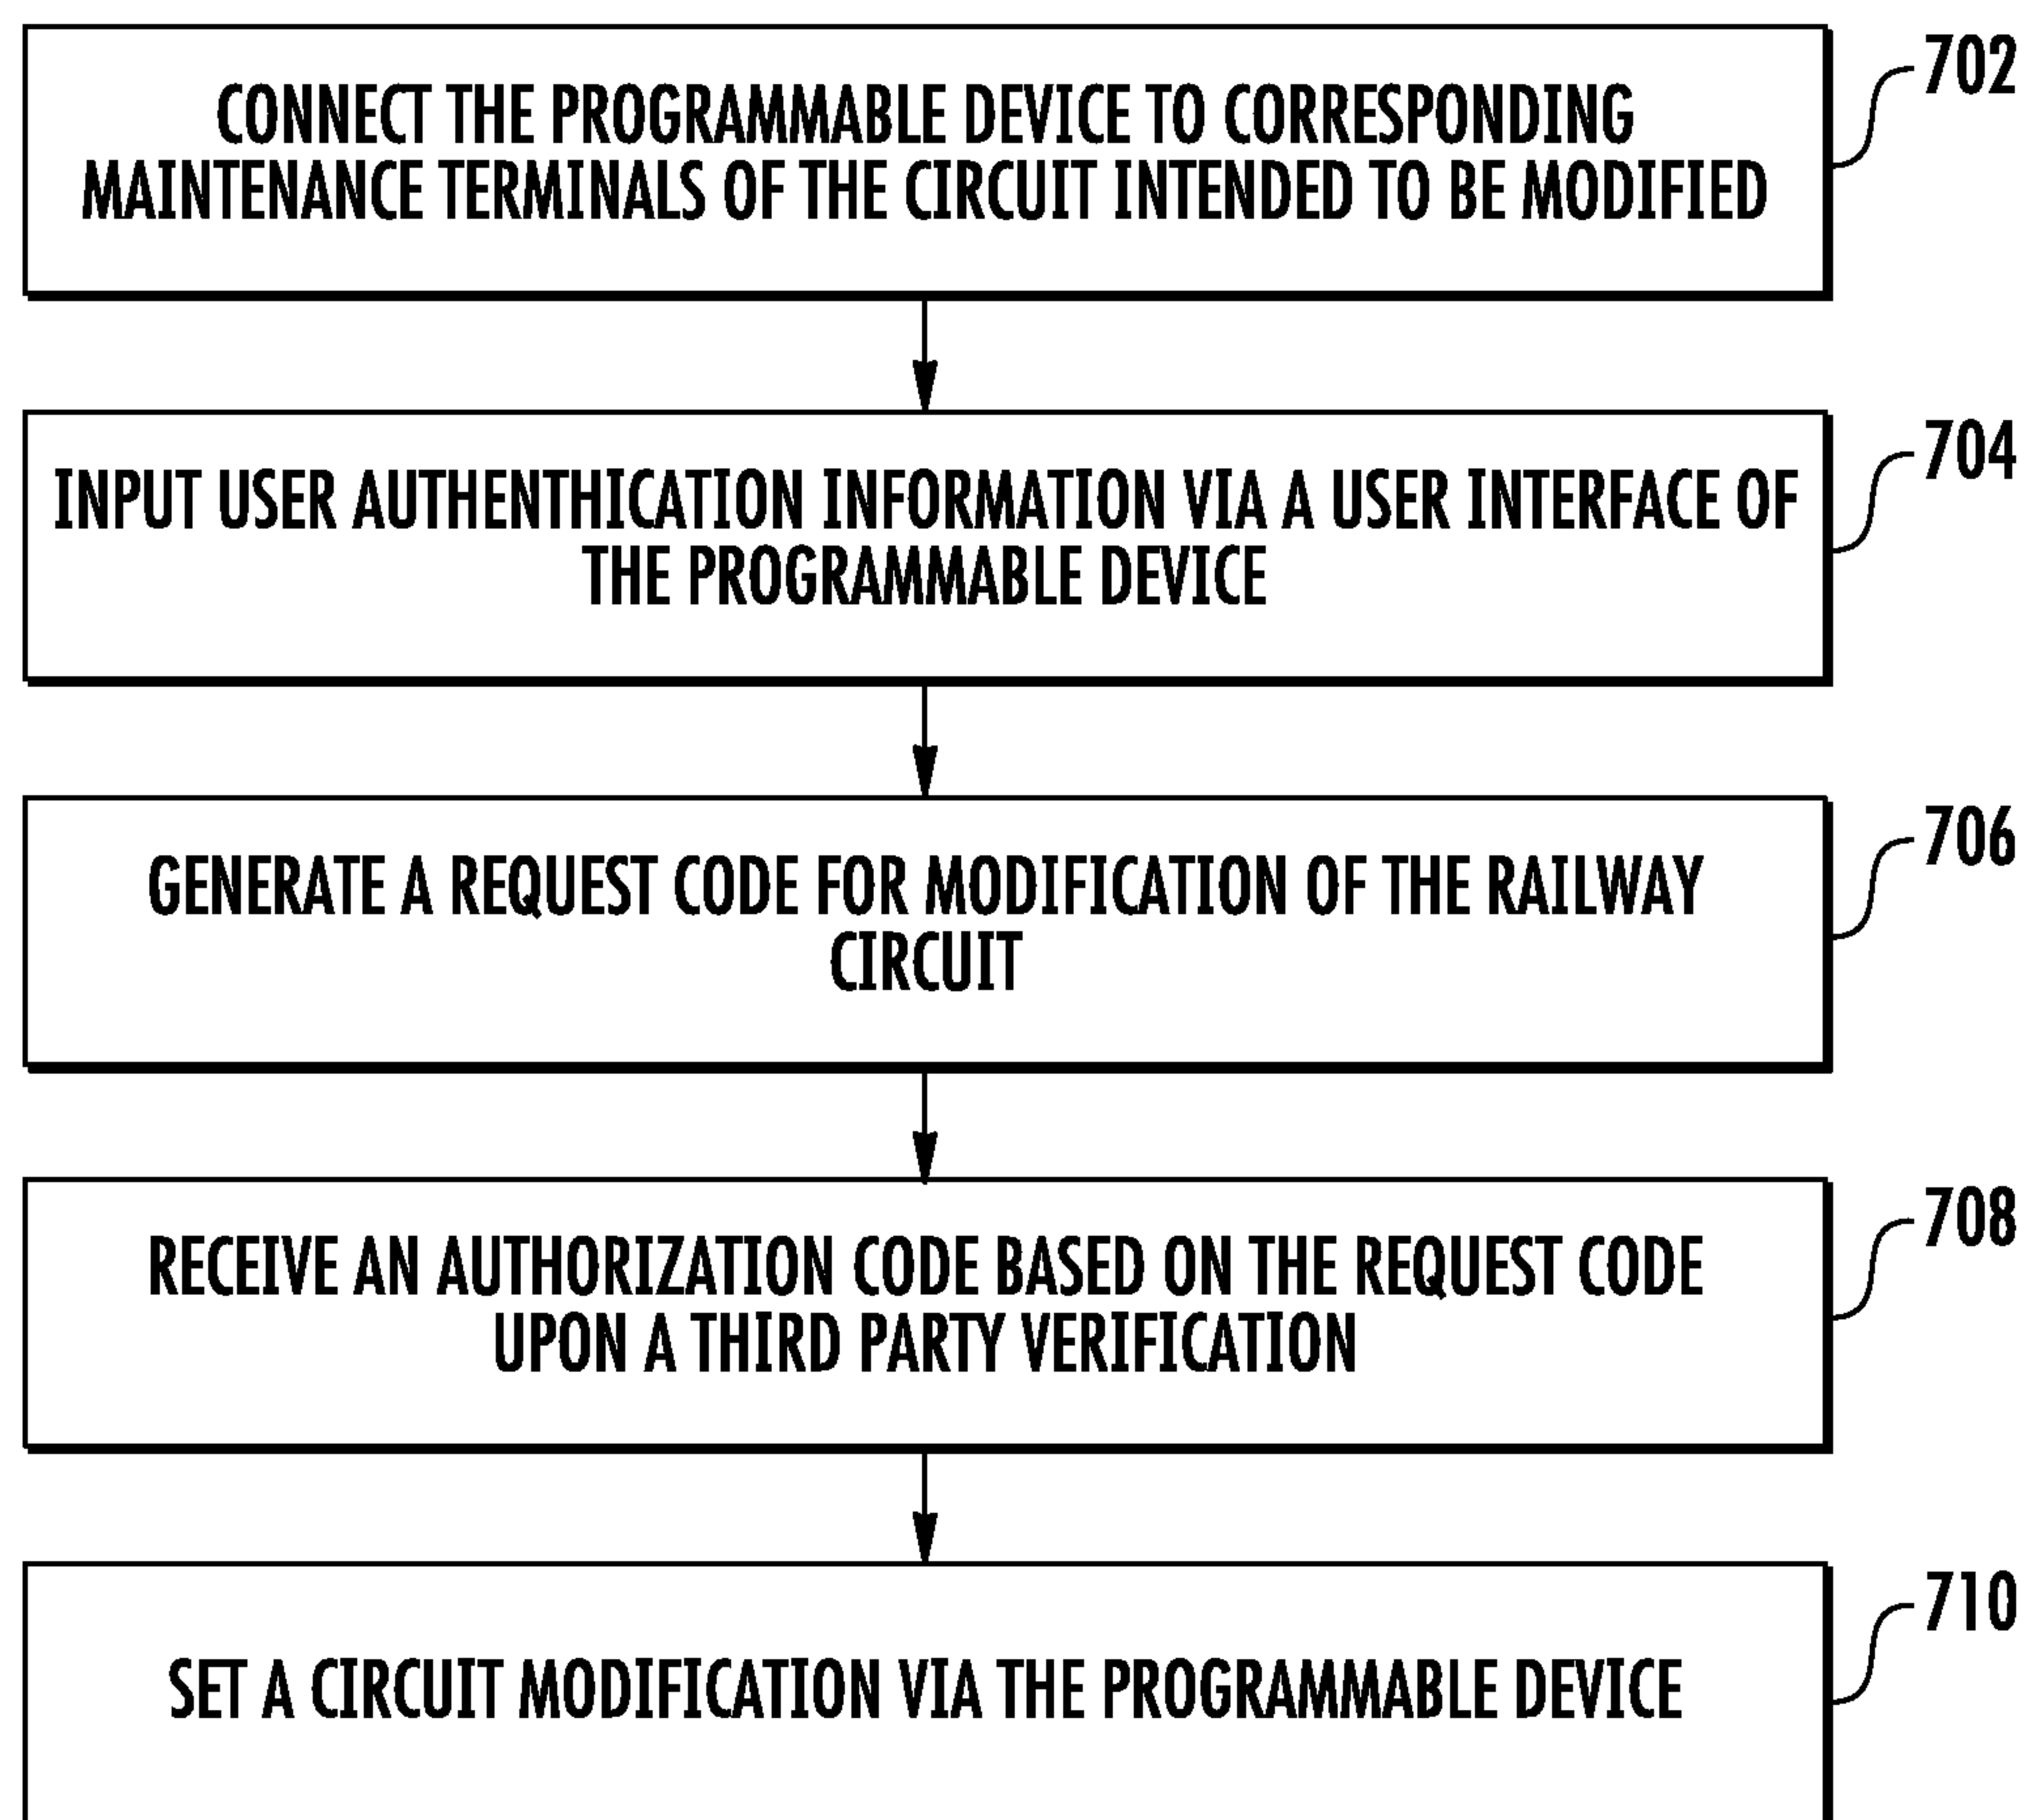 702
CONNECT THE PROGRAMMABLE DEVICE TO CORRESPONDING
MAINTENANCE TERMINALS OF THE CIRCUIT INTENDED TO BE MODIFIED
704
INPUT USER AUTHENTHICATION INFORMATION VIA A USER INTERFACE OF
THE PROGRAMMABLE DEVICE
706
GENERATE A REQUEST CODE FOR MODIFICATION OF THE RAILWAY
CIRCUIT
708
RECEIVE AN AUTHORIZATION CODE BASED ON THE REQUEST CODE
UPON A THIRD PARTY VERIFICATION
710
SET A CIRCUIT MODIFICATION VIA THE PROGRAMMABLE DEVICE